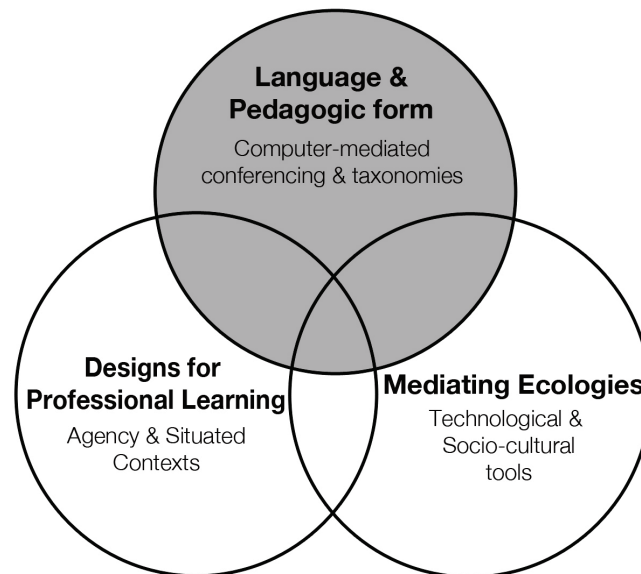 Language &
Pedagogic form
Computer-mediated
conferencing & taxonomies
Designs for
Professional Learning
Agency & Situated
Contexts
Mediating Ecologies
Technological &
Socio-cultural
tools